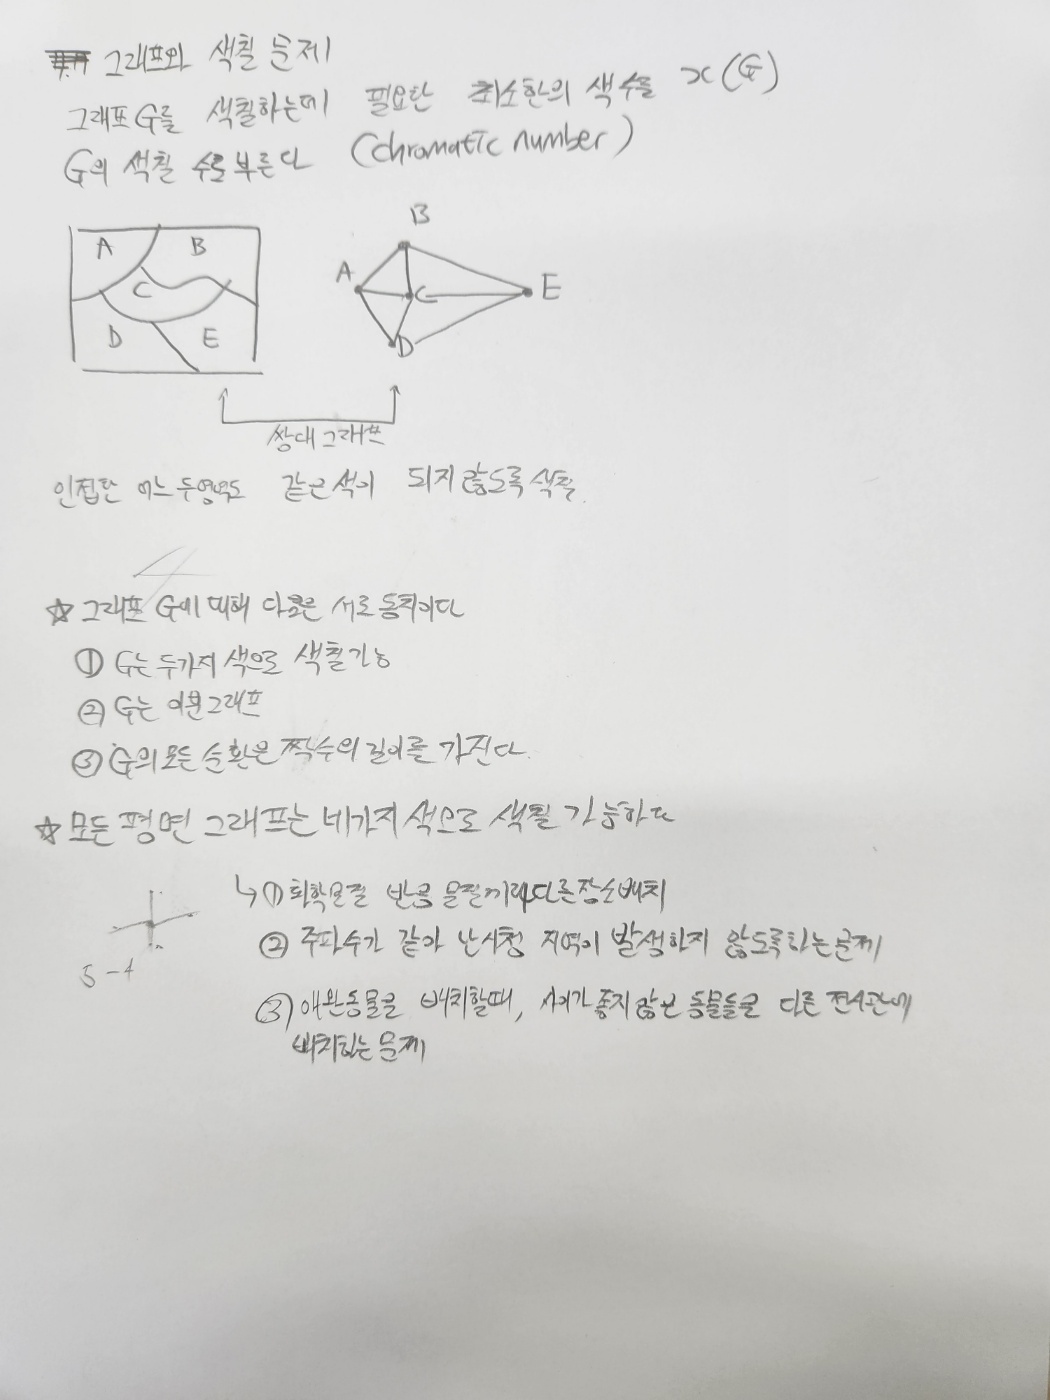 그래프와 색칠 문제
그래프 G를 색칠하는데 필요한 최소한의 색 수를 x(G)
G의 색칠 수로 부른다 (chromatic number)
A B C D E
A B C D E
쌍대 그래프
인접한 어느 두영역도 같은 색이 되지 않도록 색칠.
☆ 그래프 G에 대해 다음은 서로 동치이다
① G는 두가지 색으로 색칠가능
② G는 이분그래프
③ G의 모든 순환은 짝수의 길이를 가진다.
☆ 모든 평면 그래프는 네가지 색으로 색칠 가능하다
↳ ① 화학물질 반응 물질끼리 다른장소배치
② 주파수가 같아 난시청 지역이 발생하지 않도록하는문제
5-4
③ 애완동물을 배치할때, 사이가 좋지않은 동물들을 다른 전시관에
배치하는문제